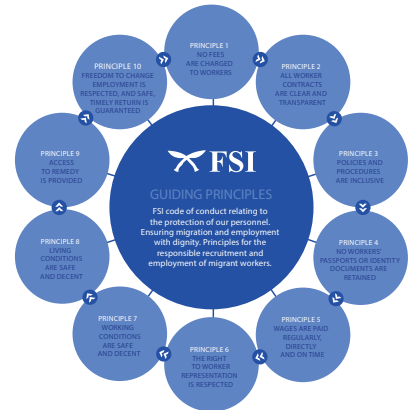 FSI
GUIDING PRINCIPLES
FSI code of conduct relating to
the protection of our personnel.
Ensuring migration and employment
with dignity. Principles for the
responsible recruitment and
employment of migrant workers.
PRINCIPLE 1
NO FEES
ARE CHARGED
TO WORKERS
PRINCIPLE 2
ALL WORKER
CONTACTS
ARE CLEAR AND
TRANSPARENT
PRINCIPLE 3
POLICIES AND
PROCEDURES
ARE INCLUSIVE
PRINCIPLE 4
NO WORKERS'
PASSPORTS OR IDENTITY
DOCUMENTS ARE
RETAINED
PRINCIPLE 5
WAGES ARE PAID
REGULARLY,
DIRECTLY
AND ON TIME
PRINCIPLE 6
THE RIGHT
TO WORKER
REPRESENTATION
IS RESPECTED
PRINCIPLE 7
WORKING
CONDITIONS
ARE SAFE
AND DECENT
PRINCIPLE 8
LIVING
CONDITIONS
ARE SAFE
AND DECENT
PRINCIPLE 9
ACCESS
TO REMEDY
IS PROVIDED
PRINCIPLE 10
FREEDOM TO CHANGE
EMPLOYMENT IS
RESPECTED, AND SAFE,
TIMELY RETURN IS
GUARANTEED